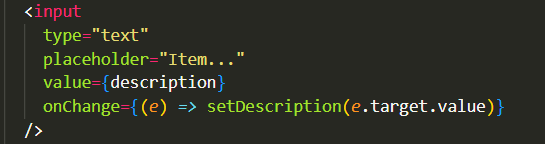 <input
type="text"
placeholder="Item..."
value={description}
onChange={(e) => setDescription(e.target.value)}
/>